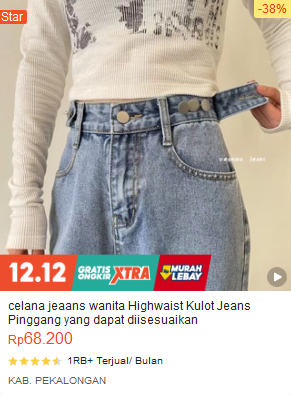 Star
-38%
12.12
GRATIS
ONGKIR
XTRA
MURAH
LEBAY
celana jeaans wanita Highwaist Kulot Jeans
Pinggang yang dapat diisesuaikan
Rp68.200
1RB+ Terjual/ Bulan
KAB. PEKALONGAN